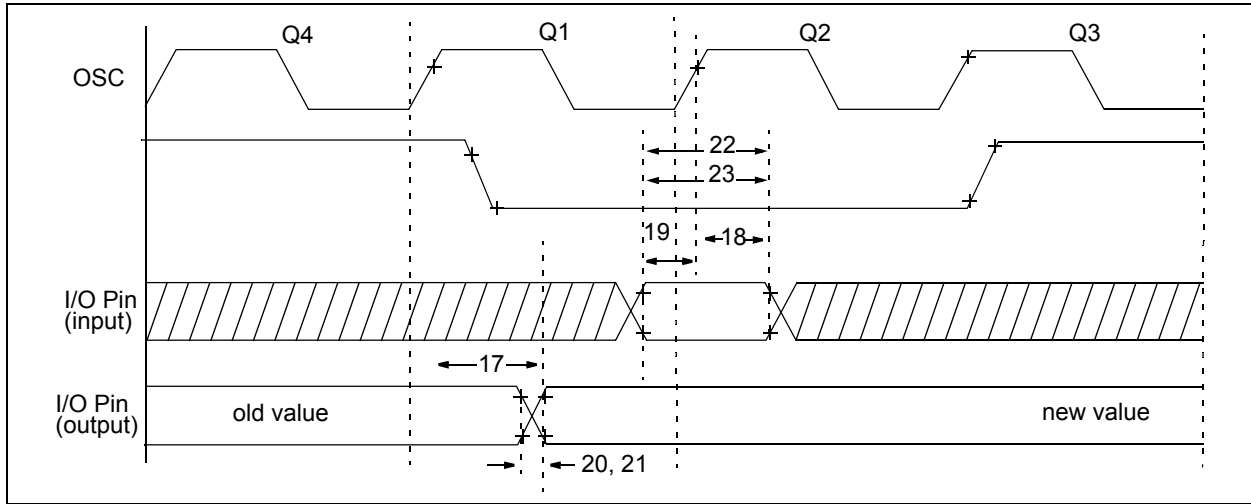 Q4 Q1 Q2 Q3
OSC
22
23
19
18
I/O Pin
(input)
17
I/O Pin
(output)
old value
new value
20, 21